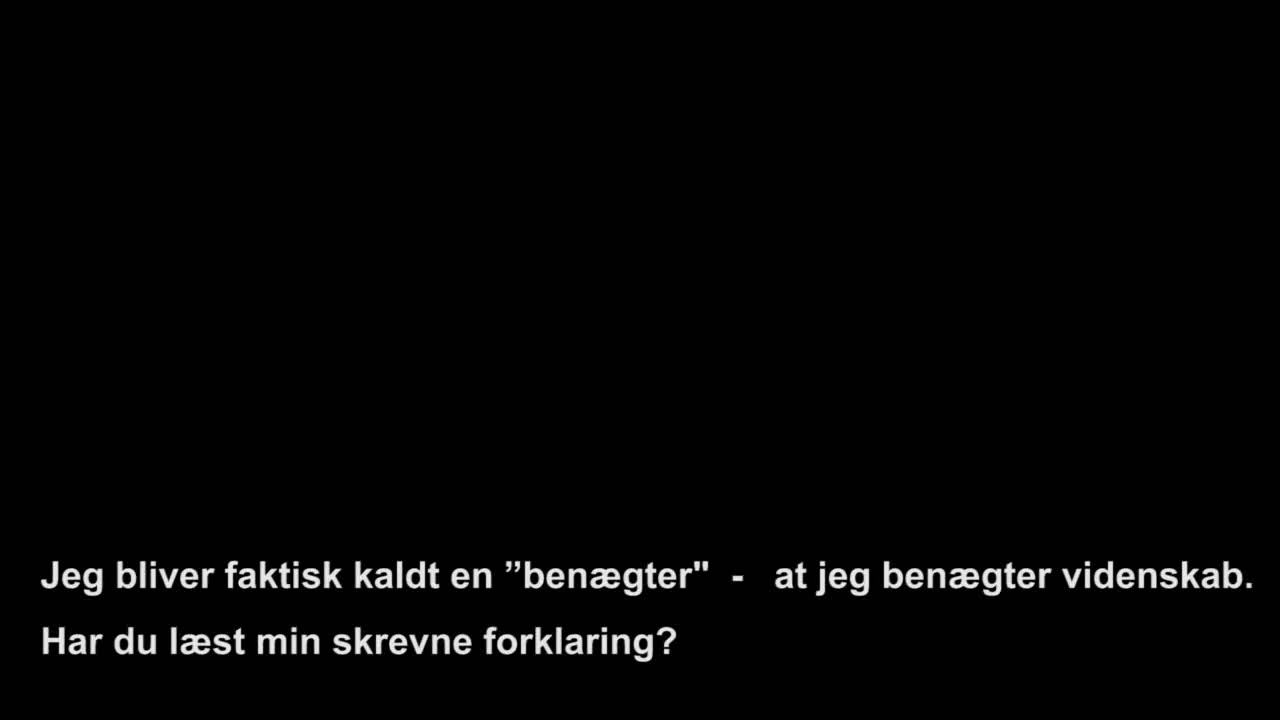 Jeg bliver faktisk kaldt en ”benægter" - at jeg benægter videnskab.
Har du læst min skrevne forklaring?